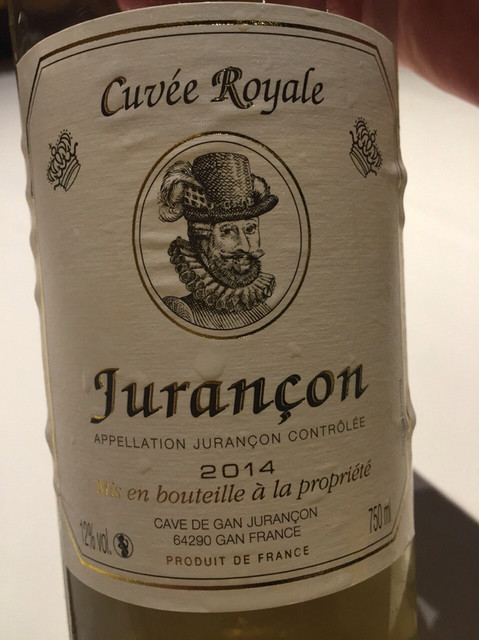 Cuvée Royale
Jurançon
APPELLATION JURANÇON CONTRÔLÉE
2014
Mis en bouteille à la propriété
CAVE DE GAN JURANÇON
12% vol.
64290 GAN FRANCE
750 ml
PRODUIT DE FRANCE